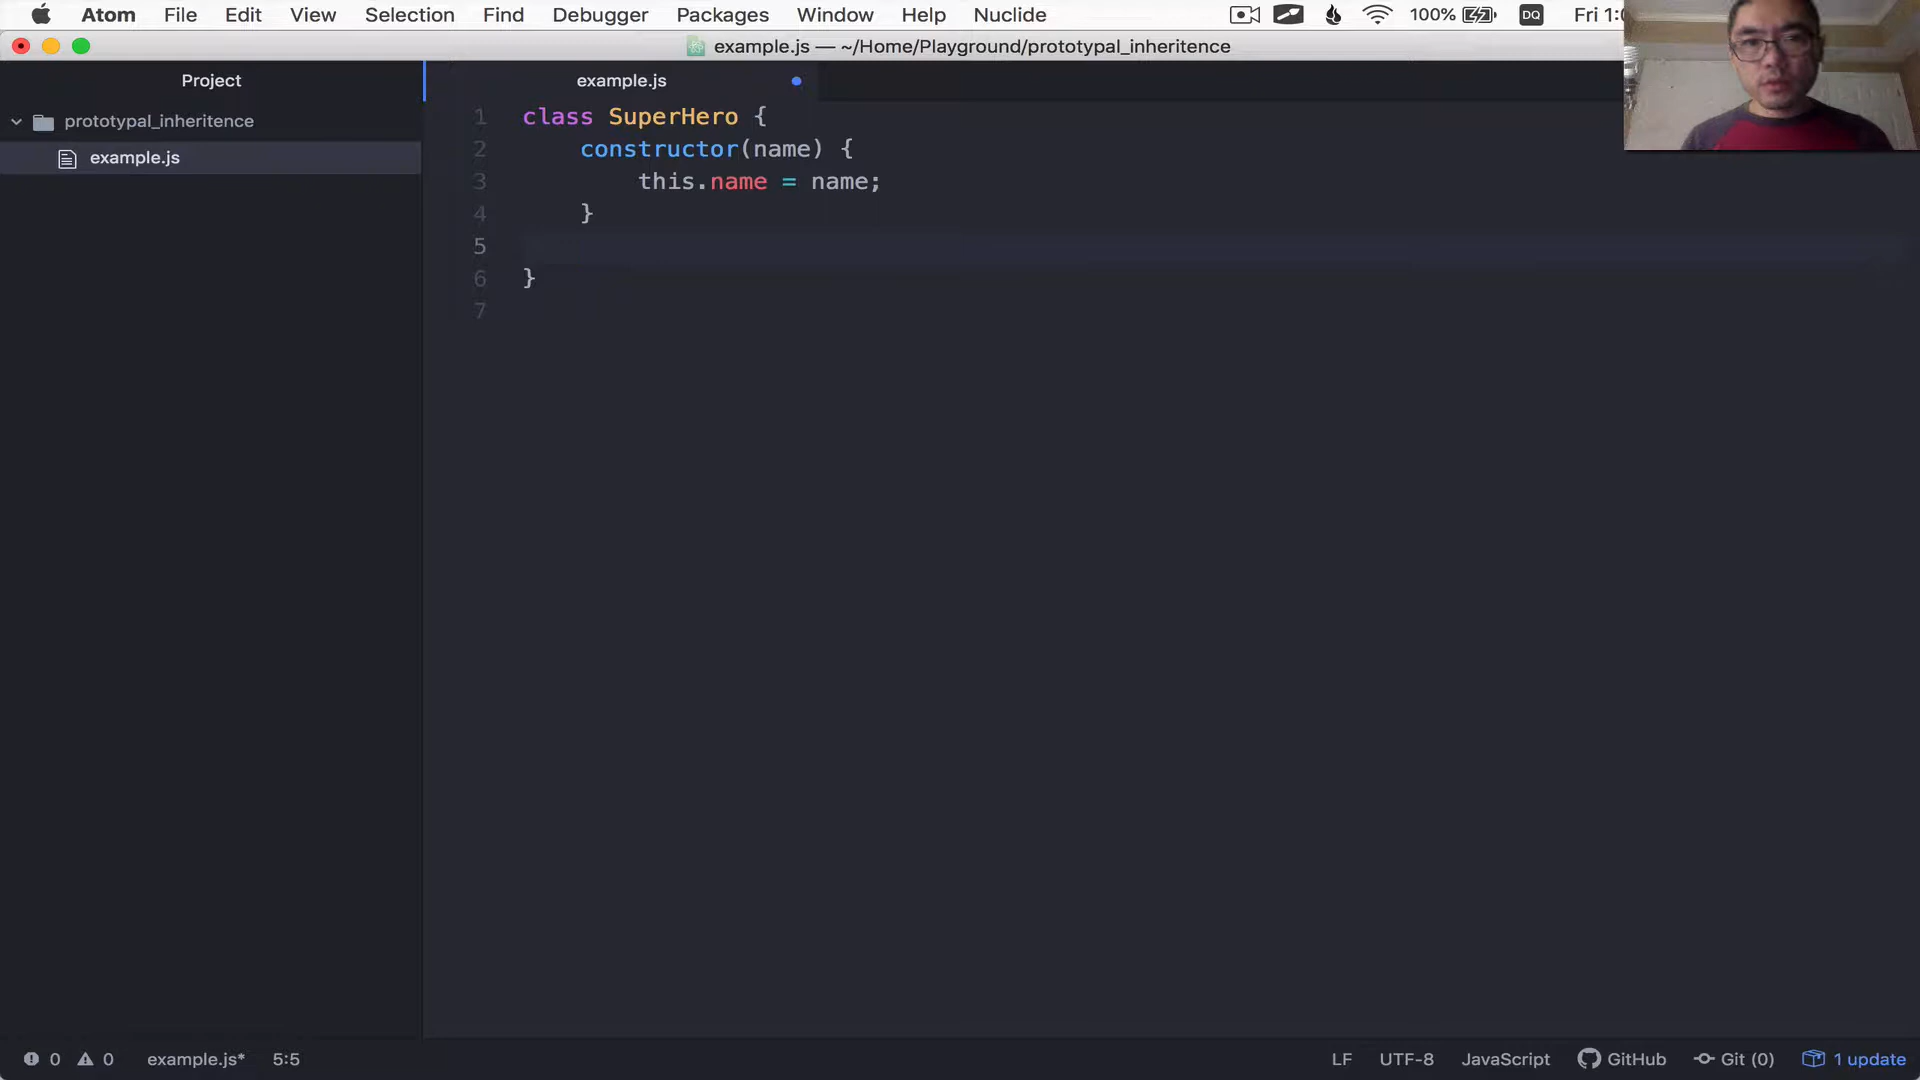 Atom File Edit View Selection Find Debugger Packages Window Help Nuclide 100% DQ Fri
example.js — ~/Home/Playground/prototypal_inheritence
Project
example.js
prototypal_inheritence
example.js
1 class SuperHero {
2 constructor(name) {
3 this.name = name;
4 }
5
6 }
7
0 0 example.js* 5:5 LF UTF-8 JavaScript GitHub Git (0) 1 update